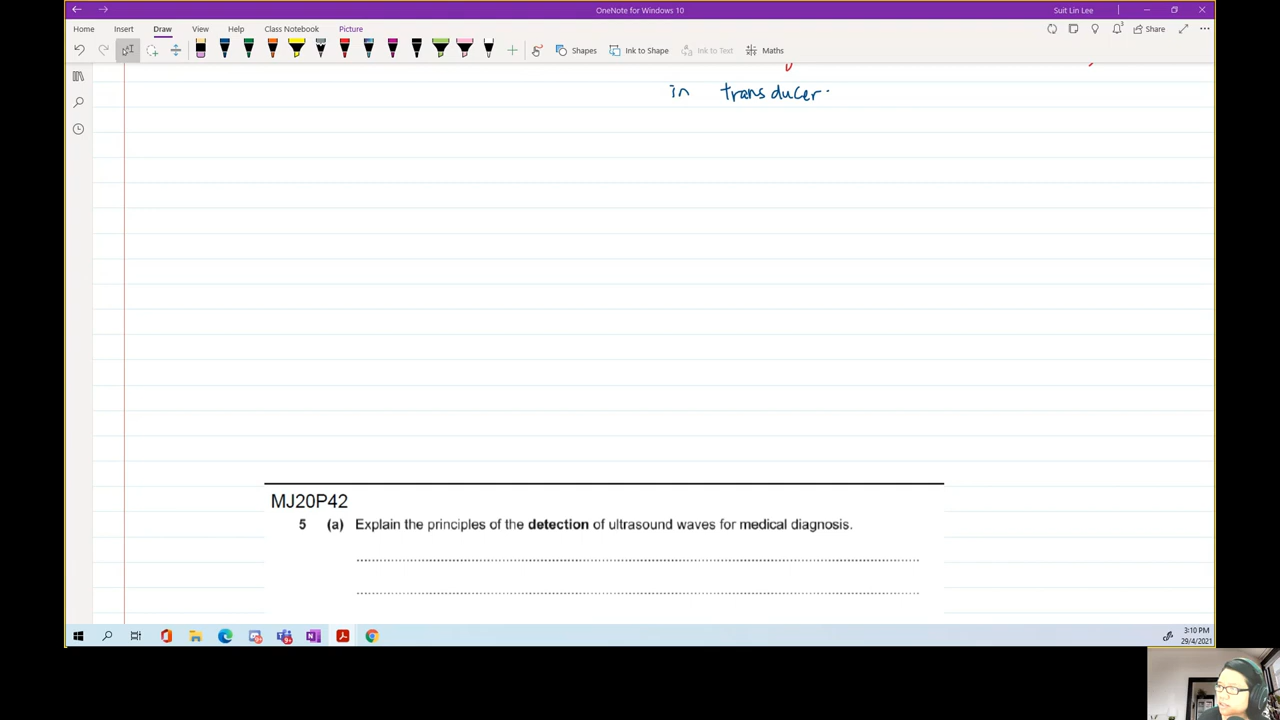 OneNote for Windows 10
Suit Lin Lee
Home Insert Draw View Help Class Notebook Picture
3
Share
Shapes Ink to Shape Ink to Text Maths
in transducer.
MJ20P42
5 (a) Explain the principles of the detection of ultrasound waves for medical diagnosis.
9+
3:10 PM
29/4/2021